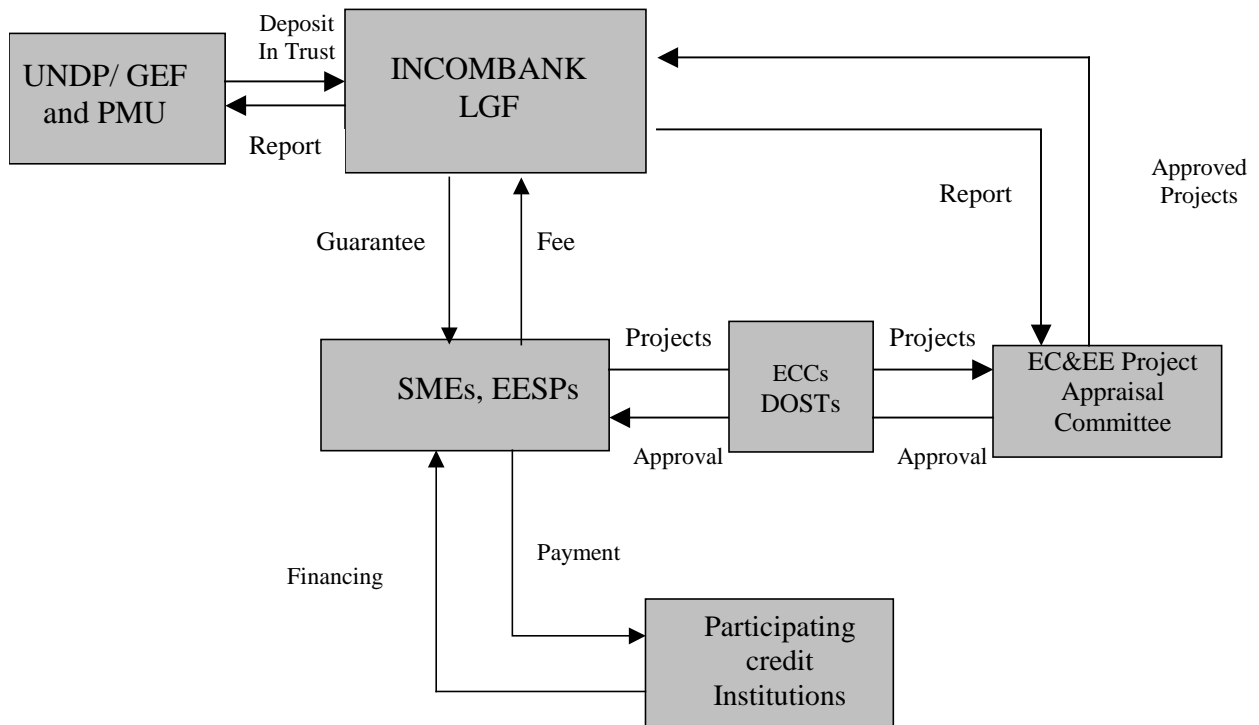 Deposit
In Trust
UNDP/ GEF
and PMU
INCOMBANK
LGF
Report
Approved
Projects
Report
Guarantee
Fee
Projects
Projects
SMEs, EESPs
ECCs
DOSTs
EC&EE Project
Appraisal
Committee
Approval
Approval
Payment
Financing
Participating
credit
Institutions